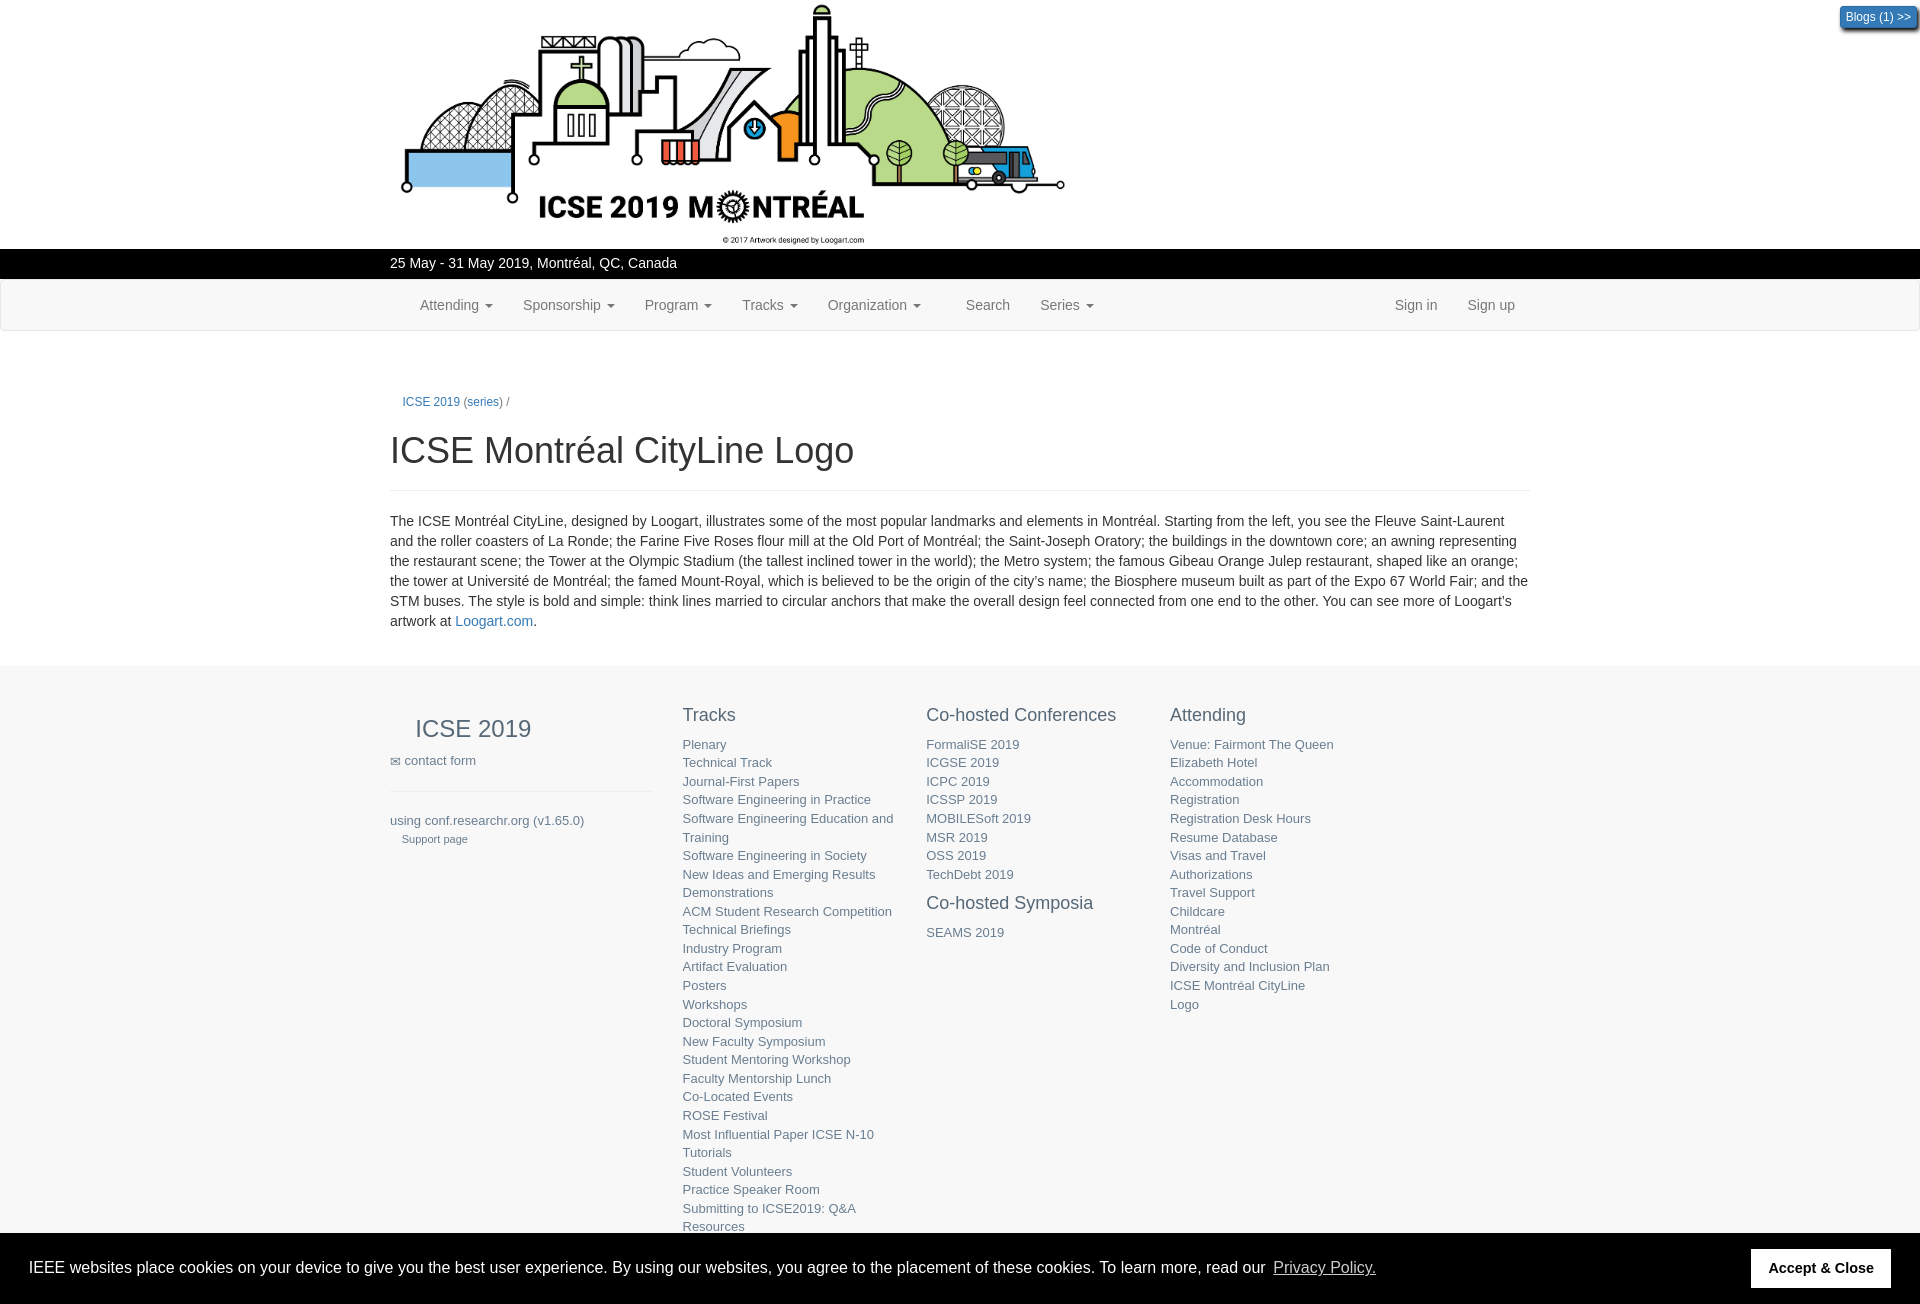 Blogs (1) >>
ICSE 2019 MONTRÉAL
© 2017 Artwork designed by Loogart.com
25 May - 31 May 2019, Montréal, QC, Canada
Attending Sponsorship Program Tracks Organization Search Series Sign in Sign up
ICSE 2019 (series) /
ICSE Montréal CityLine Logo
The ICSE Montréal CityLine, designed by Loogart, illustrates some of the most popular landmarks and elements in Montréal. Starting from the left, you see the Fleuve Saint-Laurent
and the roller coasters of La Ronde; the Farine Five Roses flour mill at the Old Port of Montréal; the Saint-Joseph Oratory; the buildings in the downtown core; an awning representing
the restaurant scene; the Tower at the Olympic Stadium (the tallest inclined tower in the world); the Metro system; the famous Gibeau Orange Julep restaurant, shaped like an orange;
the tower at Université de Montréal; the famed Mount-Royal, which is believed to be the origin of the city’s name; the Biosphere museum built as part of the Expo 67 World Fair; and the
STM buses. The style is bold and simple: think lines married to circular anchors that make the overall design feel connected from one end to the other. You can see more of Loogart’s
artwork at Loogart.com.
ICSE 2019
✉ contact form
using conf.researchr.org (v1.65.0)
Support page
Tracks
Plenary
Technical Track
Journal-First Papers
Software Engineering in Practice
Software Engineering Education and
Training
Software Engineering in Society
New Ideas and Emerging Results
Demonstrations
ACM Student Research Competition
Technical Briefings
Industry Program
Artifact Evaluation
Posters
Workshops
Doctoral Symposium
New Faculty Symposium
Student Mentoring Workshop
Faculty Mentorship Lunch
Co-Located Events
ROSE Festival
Most Influential Paper ICSE N-10
Tutorials
Student Volunteers
Practice Speaker Room
Submitting to ICSE2019: Q&A
Resources
Co-hosted Conferences
FormaliSE 2019
ICGSE 2019
ICPC 2019
ICSSP 2019
MOBILESoft 2019
MSR 2019
OSS 2019
TechDebt 2019
Co-hosted Symposia
SEAMS 2019
Attending
Venue: Fairmont The Queen
Elizabeth Hotel
Accommodation
Registration
Registration Desk Hours
Resume Database
Visas and Travel
Authorizations
Travel Support
Childcare
Montréal
Code of Conduct
Diversity and Inclusion Plan
ICSE Montréal CityLine
Logo
IEEE websites place cookies on your device to give you the best user experience. By using our websites, you agree to the placement of these cookies. To learn more, read our Privacy Policy.
Accept & Close